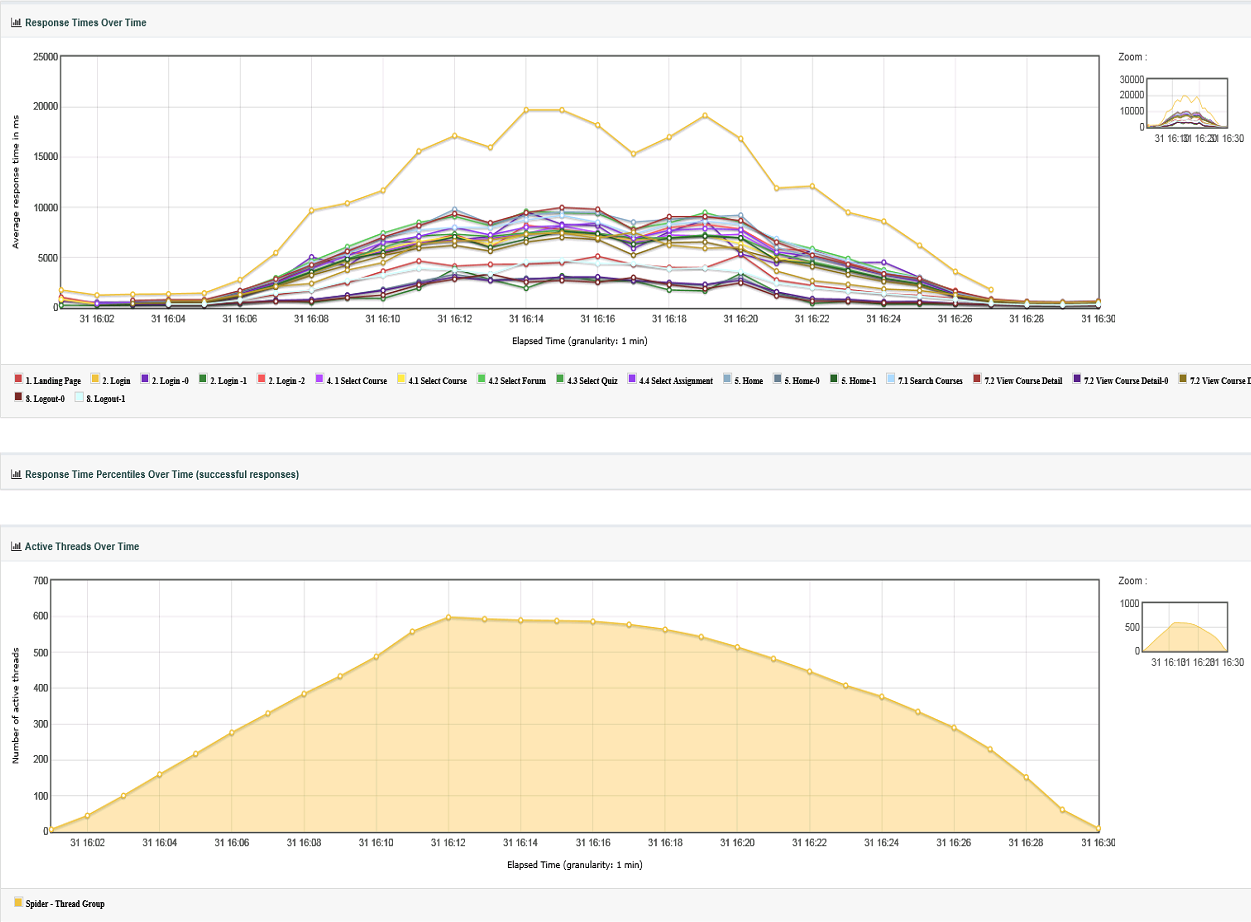 Response Times Over Time
Zoom :
25000
20000
15000
10000
5000
0
Average response time in ms
31 16:02 31 16:04 31 16:06 31 16:08 31 16:10 31 16:12 31 16:14 31 16:16 31 16:18 31 16:20 31 16:22 31 16:24 31 16:26 31 16:28 31 16:30
Elapsed Time (granularity: 1 min)
30000
20000
10000
0
31 16:10 31 16:20 31 16:30
1. Landing Page 2. Login 2. Login -0 2. Login -1 2. Login -2 4. 1 Select Course 4.1 Select Course 4.2 Select Forum 4.3 Select Quiz 4.4 Select Assignment 5. Home 5. Home-0 5. Home-1 7.1 Search Courses 7.2 View Course Detail 7.2 View Course Detail-0 7.2 View Course D
8. Logout-0 8. Logout-1
Response Time Percentiles Over Time (successful responses)
Active Threads Over Time
Zoom :
700
600
500
400
300
200
100
0
Number of active threads
31 16:02 31 16:04 31 16:06 31 16:08 31 16:10 31 16:12 31 16:14 31 16:16 31 16:18 31 16:20 31 16:22 31 16:24 31 16:26 31 16:28 31 16:30
Elapsed Time (granularity: 1 min)
1000
500
0
31 16:10 31 16:20 31 16:30
Spider - Thread Group